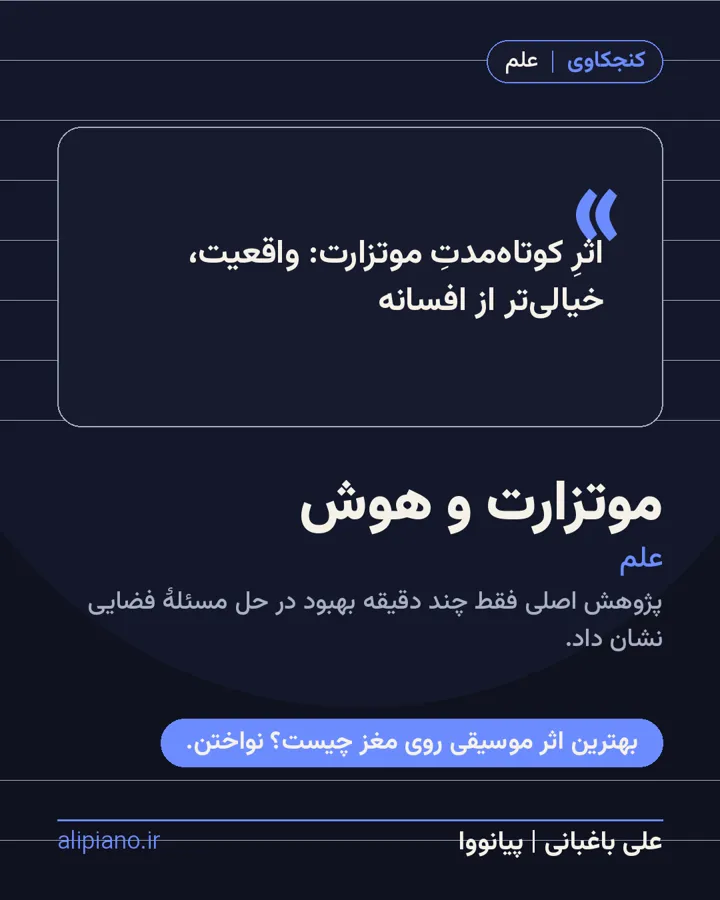 کنجکاوی | علم
«
اثرِ کوتاه‌مدتِ موتزارت: واقعیت،
خیالی‌تر از افسانه
موتزارت و هوش
علم
پژوهش اصلی فقط چند دقیقه بهبود در حل مسئلهٔ فضایی
نشان داد.
بهترین اثر موسیقی روی مغز چیست؟ نواختن.
علی باغبانی | پیانووا
alipiano.ir